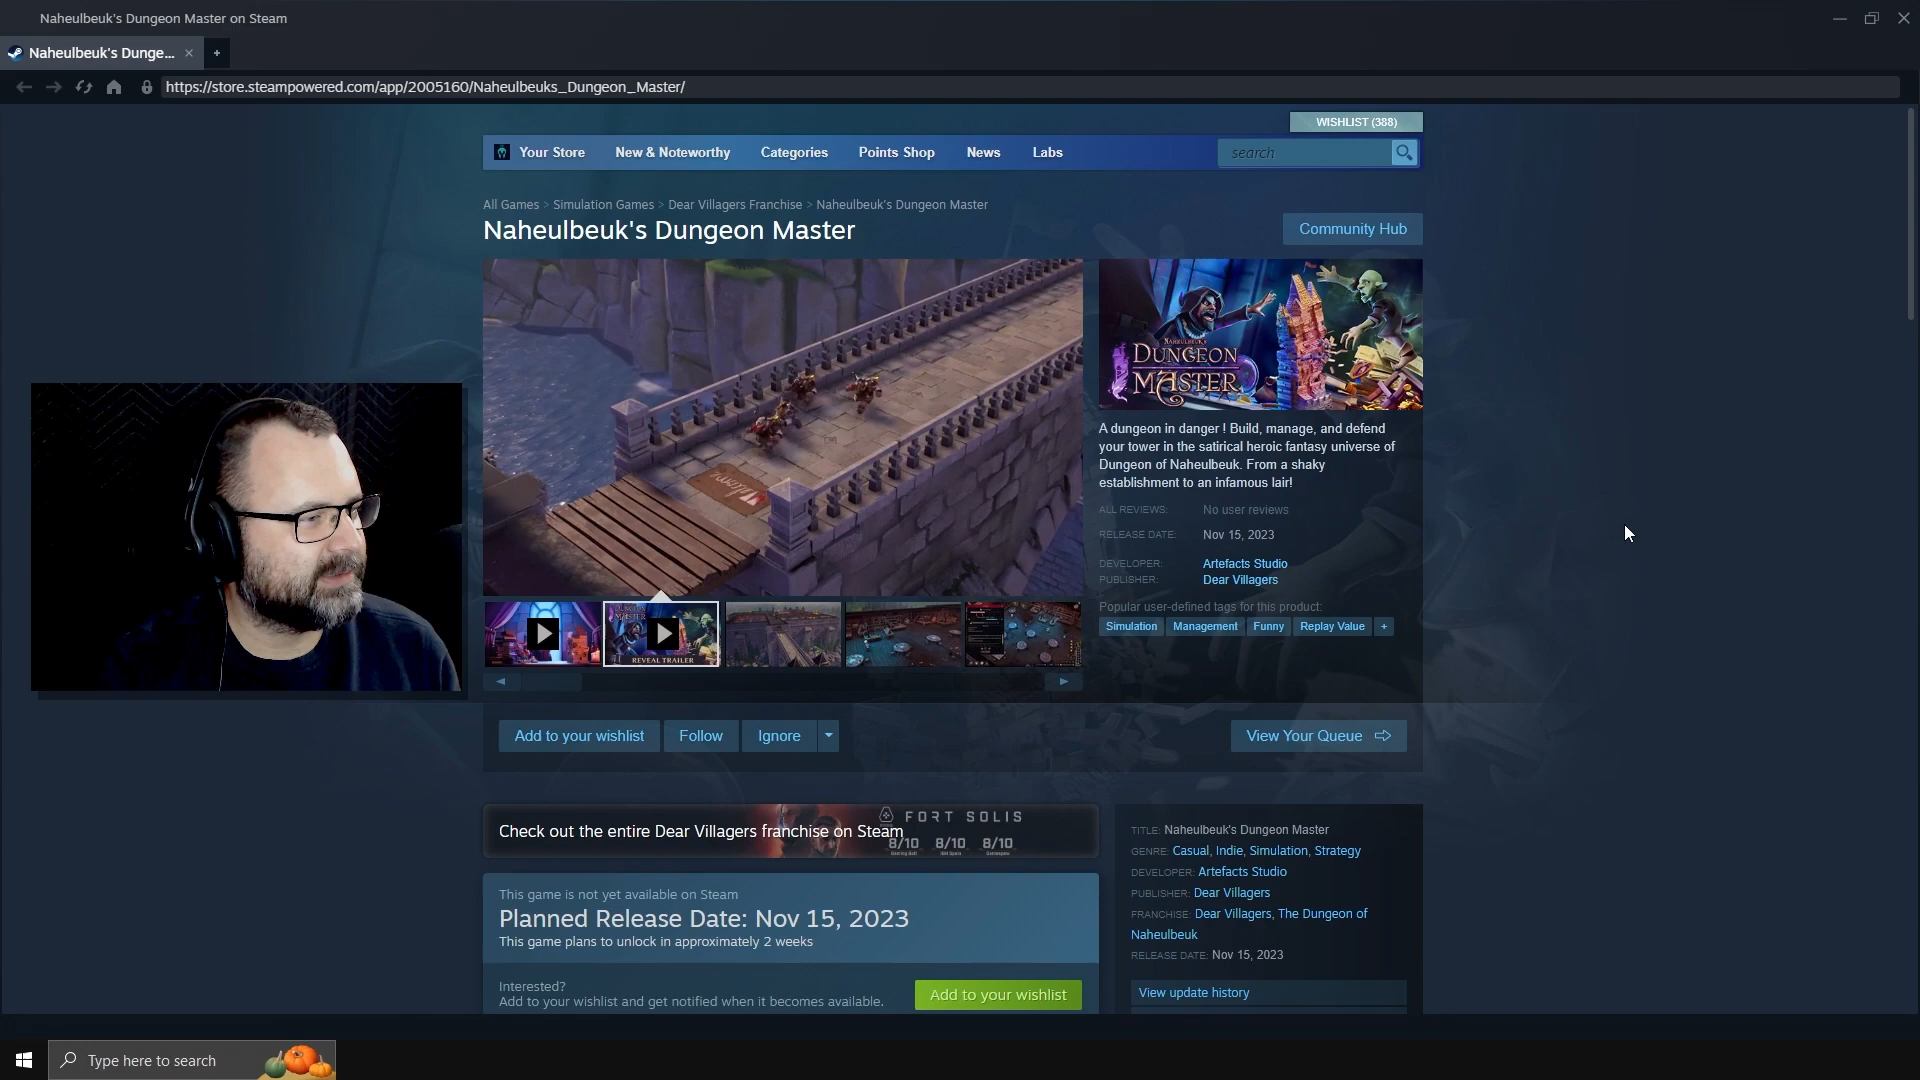 Naheulbeuk's Dungeon Master on Steam
Naheulbeuk's Dunge...
https://store.steampowered.com/app/2005160/Naheulbeuks_Dungeon_Master/
WISHLIST (388)
Your Store
New & Noteworthy
Categories
Points Shop
News
Labs
search
All Games > Simulation Games > Dear Villagers Franchise > Naheulbeuk's Dungeon Master
Naheulbeuk's Dungeon Master
Community Hub
Welcome
NAHEULBEUK'S
DUNGEON
MASTER
A dungeon in danger ! Build, manage, and defend
your tower in the satirical heroic fantasy universe of
Dungeon of Naheulbeuk. From a shaky
establishment to an infamous lair!
ALL REVIEWS: No user reviews
RELEASE DATE: Nov 15, 2023
DEVELOPER: Artefacts Studio
PUBLISHER: Dear Villagers
Popular user-defined tags for this product:
Simulation Management Funny Replay Value +
DUNGEON
MASTER
REVEAL TRAILER
Add to your wishlist
Follow
Ignore
View Your Queue
Check out the entire Dear Villagers franchise on Steam
FORT SOLIS
8/10 8/10 8/10
This game is not yet available on Steam
Planned Release Date: Nov 15, 2023
This game plans to unlock in approximately 2 weeks
Interested?
Add to your wishlist and get notified when it becomes available.
Add to your wishlist
TITLE: Naheulbeuk's Dungeon Master
GENRE: Casual, Indie, Simulation, Strategy
DEVELOPER: Artefacts Studio
PUBLISHER: Dear Villagers
FRANCHISE: Dear Villagers, The Dungeon of
Naheulbeuk
RELEASE DATE: Nov 15, 2023
View update history
Type here to search